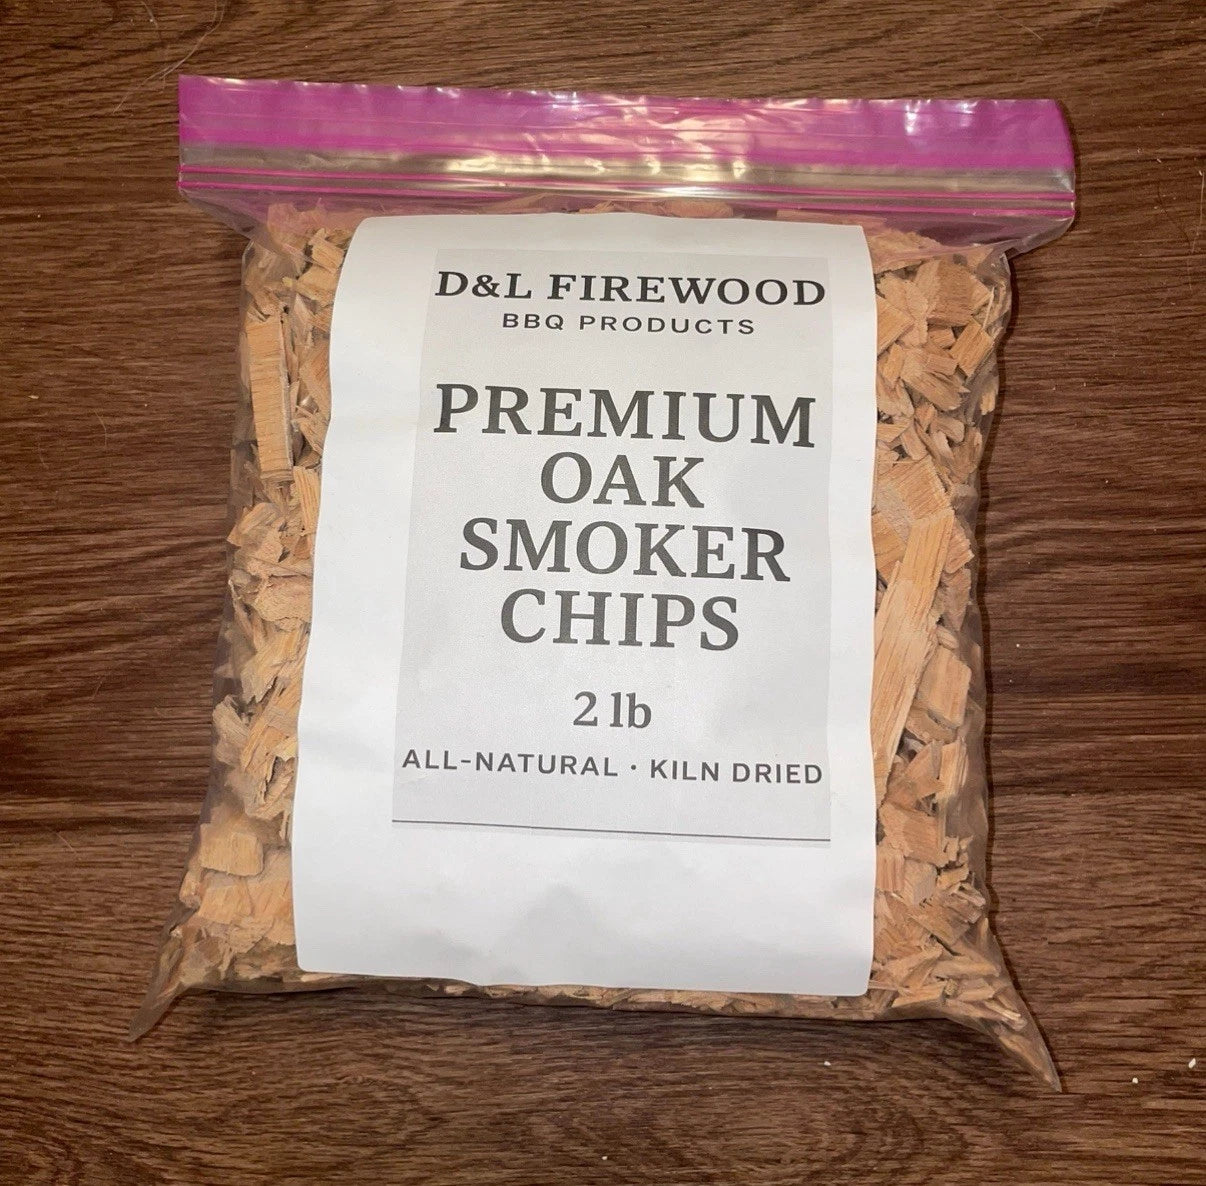 D&L FIREWOOD
BBQ PRODUCTS
PREMIUM
OAK
SMOKER
CHIPS
2 lb
ALL-NATURAL • KILN DRIED